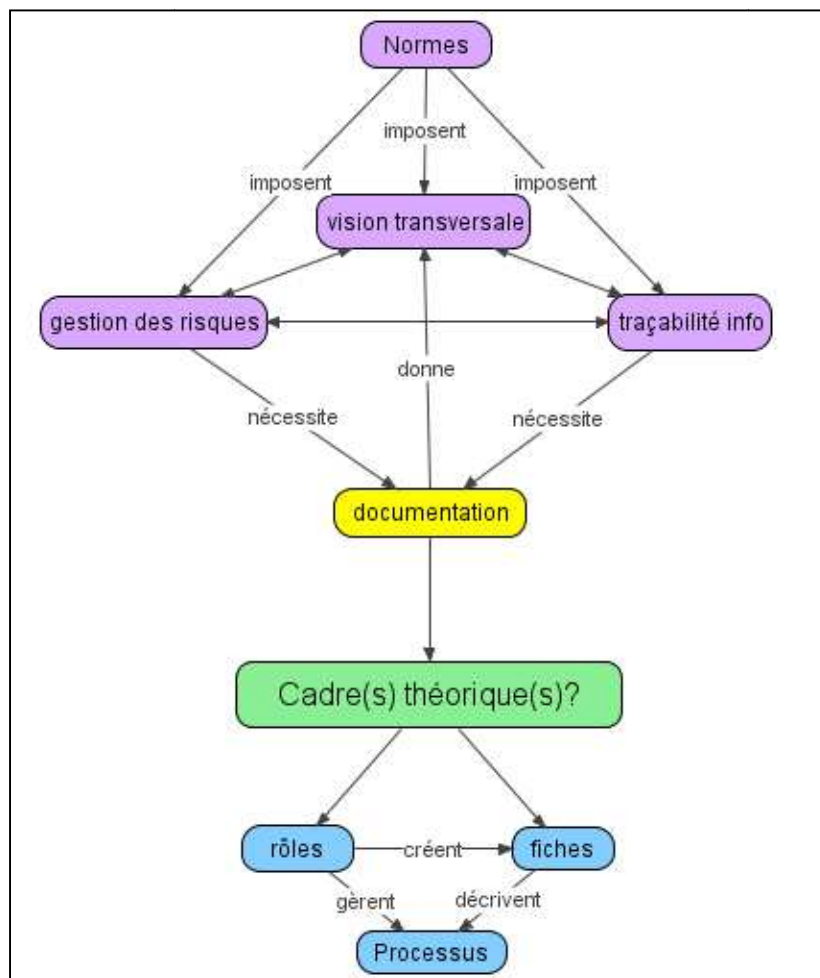 Normes
imposent
imposent
imposent
vision transversale
gestion des risques
traçabilité info
donne
nécessite
nécessite
documentation
Cadre(s) théorique(s)?
rôles
créent
fiches
gèrent
décrivent
Processus